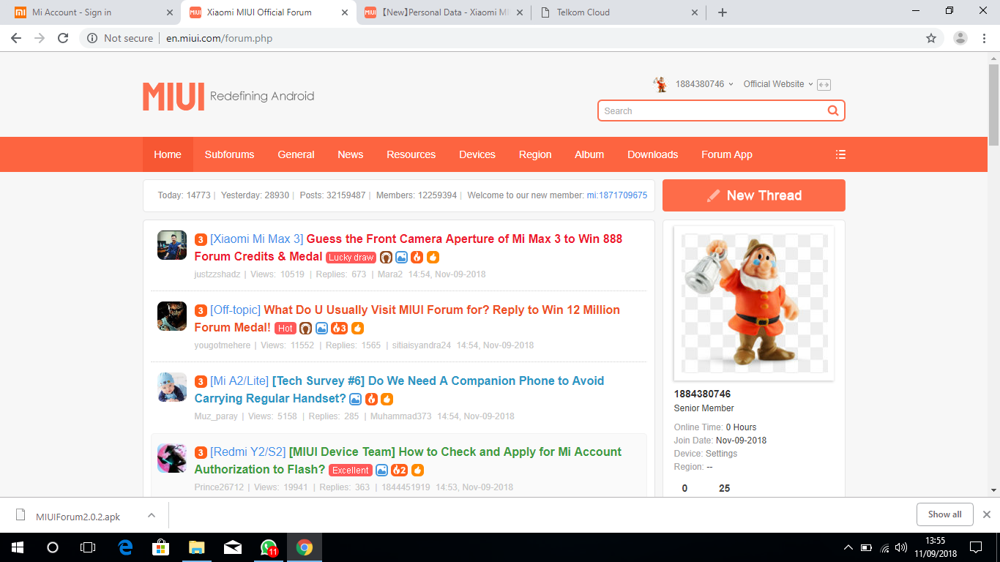 Mi Account - Sign in
Xiaomi MIUI Official Forum
【New】Personal Data - Xiaomi MI
Telkom Cloud
Not secure | en.miui.com/forum.php
MIUI Redefining Android
1884380746 Official Website
Search
Home Subforums General News Resources Devices Region Album Downloads Forum App
Today: 14773 | Yesterday: 28930 | Posts: 32159487 | Members: 12259394 | Welcome to our new member: mi:1871709675
New Thread
3 [Xiaomi Mi Max 3] Guess the Front Camera Aperture of Mi Max 3 to Win 888
Forum Credits & Medal Lucky draw
justzzshadz | Views: 10519 | Replies: 673 | Mara2 14:54, Nov-09-2018
3 [Off-topic] What Do U Usually Visit MIUI Forum for? Reply to Win 12 Million
Forum Medal! Hot 3
yougotmehere | Views: 11552 | Replies: 1565 | sitiaisyandra24 14:54, Nov-09-2018
3 [Mi A2/Lite] [Tech Survey #6] Do We Need A Companion Phone to Avoid
Carrying Regular Handset?
Muz_paray | Views: 5158 | Replies: 285 | Muhammad373 14:54, Nov-09-2018
3 [Redmi Y2/S2] [MIUI Device Team] How to Check and Apply for Mi Account
Authorization to Flash? Excellent 2
Prince26712 | Views: 19941 | Replies: 363 | 1844451919 14:53, Nov-09-2018
1884380746
Senior Member
Online Time: 0 Hours
Join Date: Nov-09-2018
Device: Settings
Region: --
0 25
MIUIForum2.0.2.apk
Show all
11
13:55
11/09/2018